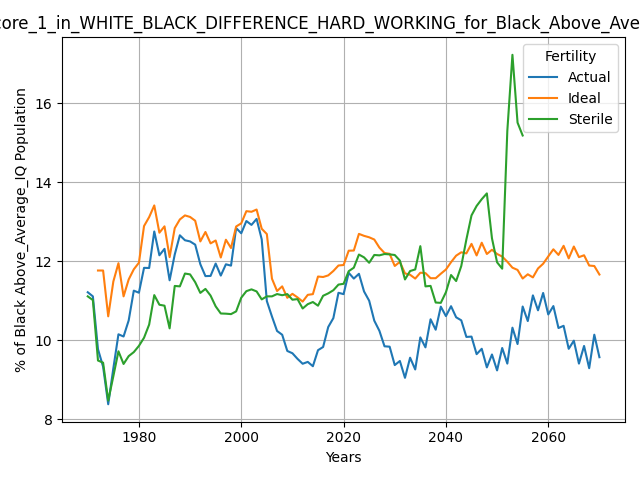 core_1_in_WHITE_BLACK_DIFFERENCE_HARD_WORKING_for_Black_Above_Ave
Fertility
Actual
Ideal
Sterile
% of Black Above_Average_IQ Population
16
14
12
10
8
1980
2000
2020
2040
2060
Years